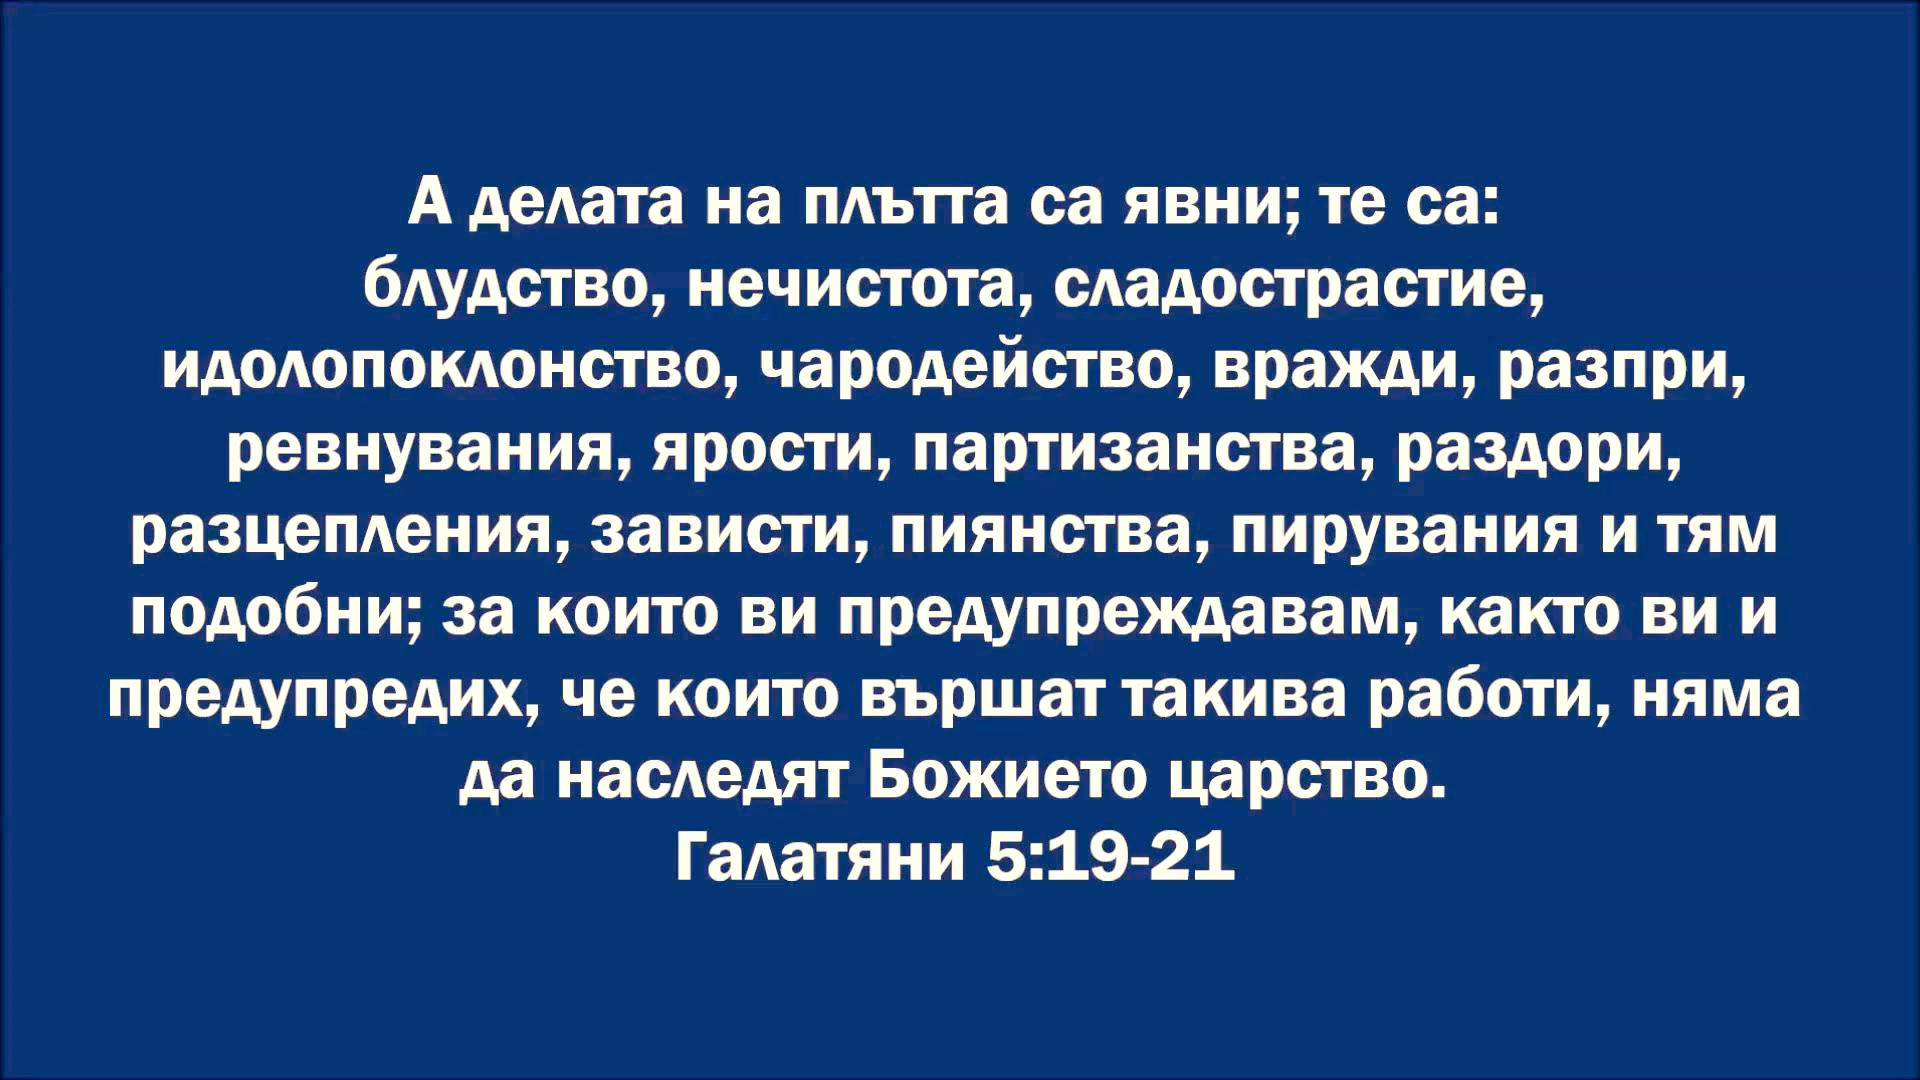 А делата на плътта са явни; те са:
блудство, нечистота, сладострастие,
идолопоклонство, чародейство, вражди, разпри,
ревнувания, ярости, партизанства, раздори,
разцепления, зависти, пиянства, пирувания и тям
подобни; за които ви предупреждавам, както ви и
предупредих, че които вършат такива работи, няма
да наследят Божието царство.
Галатяни 5:19-21